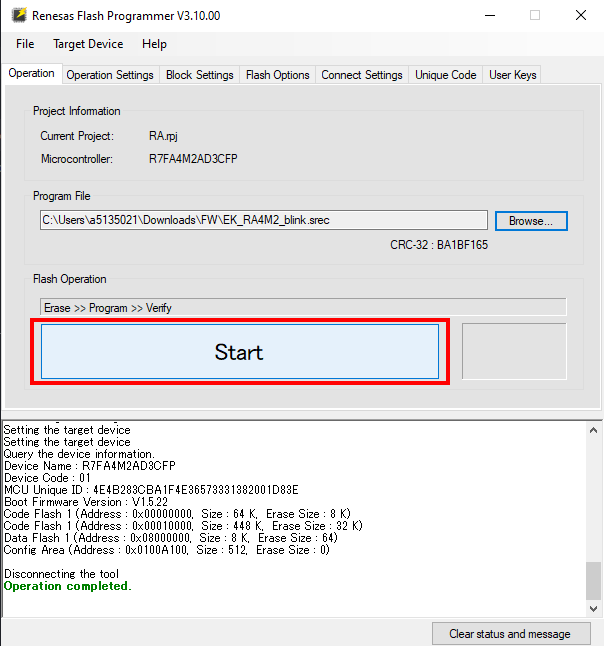 Renesas Flash Programmer V3.10.00
File Target Device Help
Operation Operation Settings Block Settings Flash Options Connect Settings Unique Code User Keys
Project Information
Current Project: RA.rpj
Microcontroller: R7FA4M2AD3CFP
Program File
C:\Users\a5135021\Downloads\FW\EK_RA4M2_blink.srec Browse...
CRC-32 : BA1BF165
Flash Operation
Erase >> Program >> Verify
Start
Setting the target device
Setting the target device
Query the device information.
Device Name : R7FA4M2AD3CFP
Device Code : 01
MCU Unique ID : 4E4B283CBA1F4E36573331382001D83E
Boot Firmware Version : V1.5.22
Code Flash 1 (Address : 0x00000000, Size : 64 K, Erase Size : 8 K)
Code Flash 1 (Address : 0x00010000, Size : 448 K, Erase Size : 32 K)
Data Flash 1 (Address : 0x08000000, Size : 8 K, Erase Size : 64)
Config Area (Address : 0x0100A100, Size : 512, Erase Size : 0)
Disconnecting the tool
Operation completed.
Clear status and message